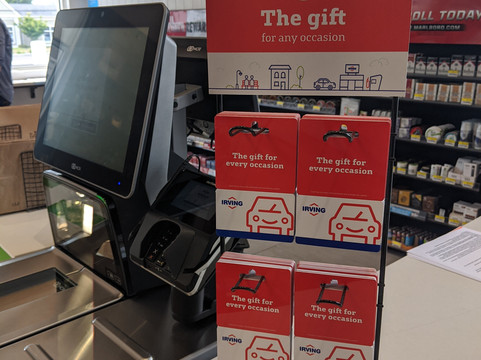 The gift
for any occasion
ROLL TODAY
MARLBORO.COM
The gift for
every occasion
IRVING
The gift for
every occasion
IRVING
The gift for
every occasion
IRVING
The gift for
every occasion
IRVING